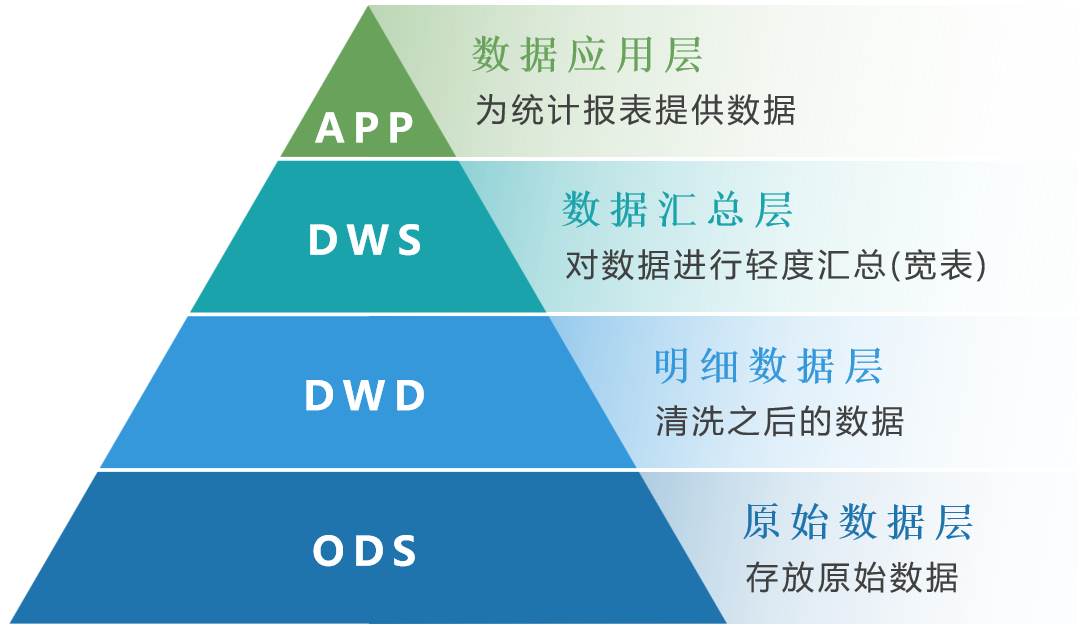 数据应用层
为统计报表提供数据
APP
数据汇总层
对数据进行轻度汇总(宽表)
DWS
明细数据层
清洗之后的数据
DWD
原始数据层
存放原始数据
ODS